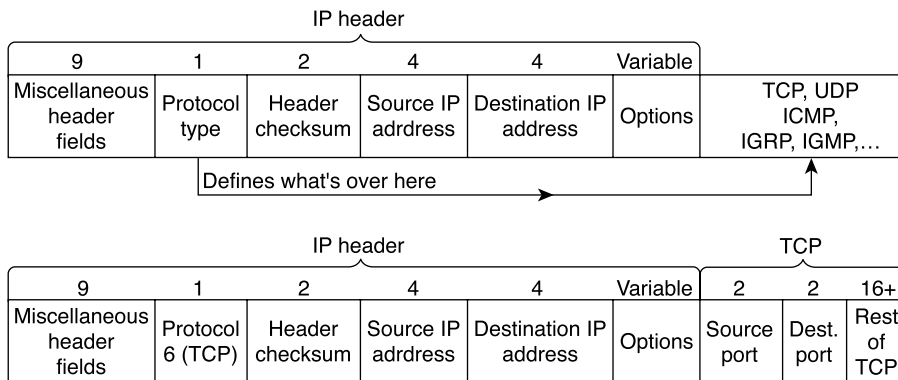 IP header
9 1 2 4 4 Variable
Miscellaneous header fields
Protocol type
Header checksum
Source IP adrdress
Destination IP address
Options
TCP, UDP
ICMP,
IGRP, IGMP,...
Defines what's over here
IP header
TCP
9 1 2 4 4 Variable 2 2 16+
Miscellaneous header fields
Protocol 6 (TCP)
Header checksum
Source IP adrdress
Destination IP address
Options
Source port
Dest. port
Rest of TCP